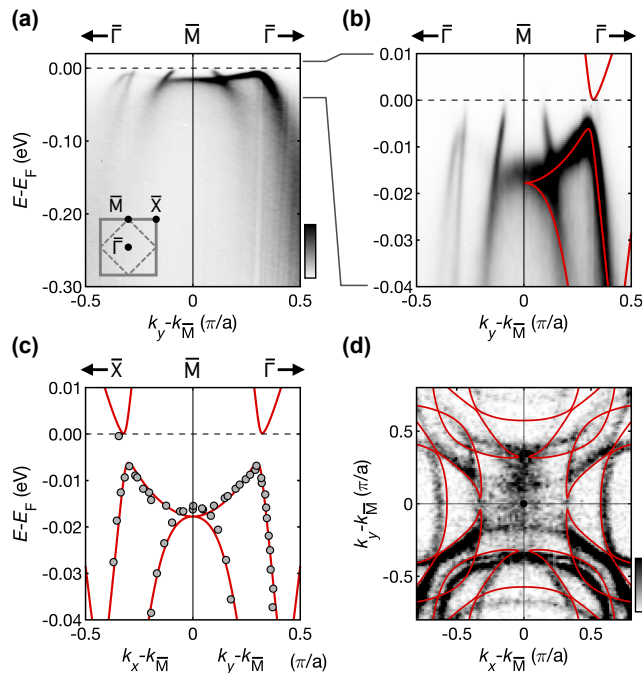 (a)
← Γ̄ M̄ Γ̄ →
0.00
-0.10
-0.20
-0.30
E-E_F (eV)
M̄ X̄
Γ̄
-0.5 0 0.5
k_y-k_M̄ (π/a)
(b)
M̄ Γ̄ →
0.01
0.00
-0.01
-0.02
-0.03
-0.04
-0.5 0 0.5
k_y-k_M̄ (π/a)
(c)
← X̄ M̄ Γ̄ →
0.01
0.00
-0.01
-0.02
-0.03
-0.04
E-E_F (eV)
-0.5 0 0.5
k_x-k_M̄ k_y-k_M̄ (π/a)
(d)
0.5
0
-0.5
k_y-k_M̄ (π/a)
-0.5 0 0.5
k_x-k_M̄ (π/a)